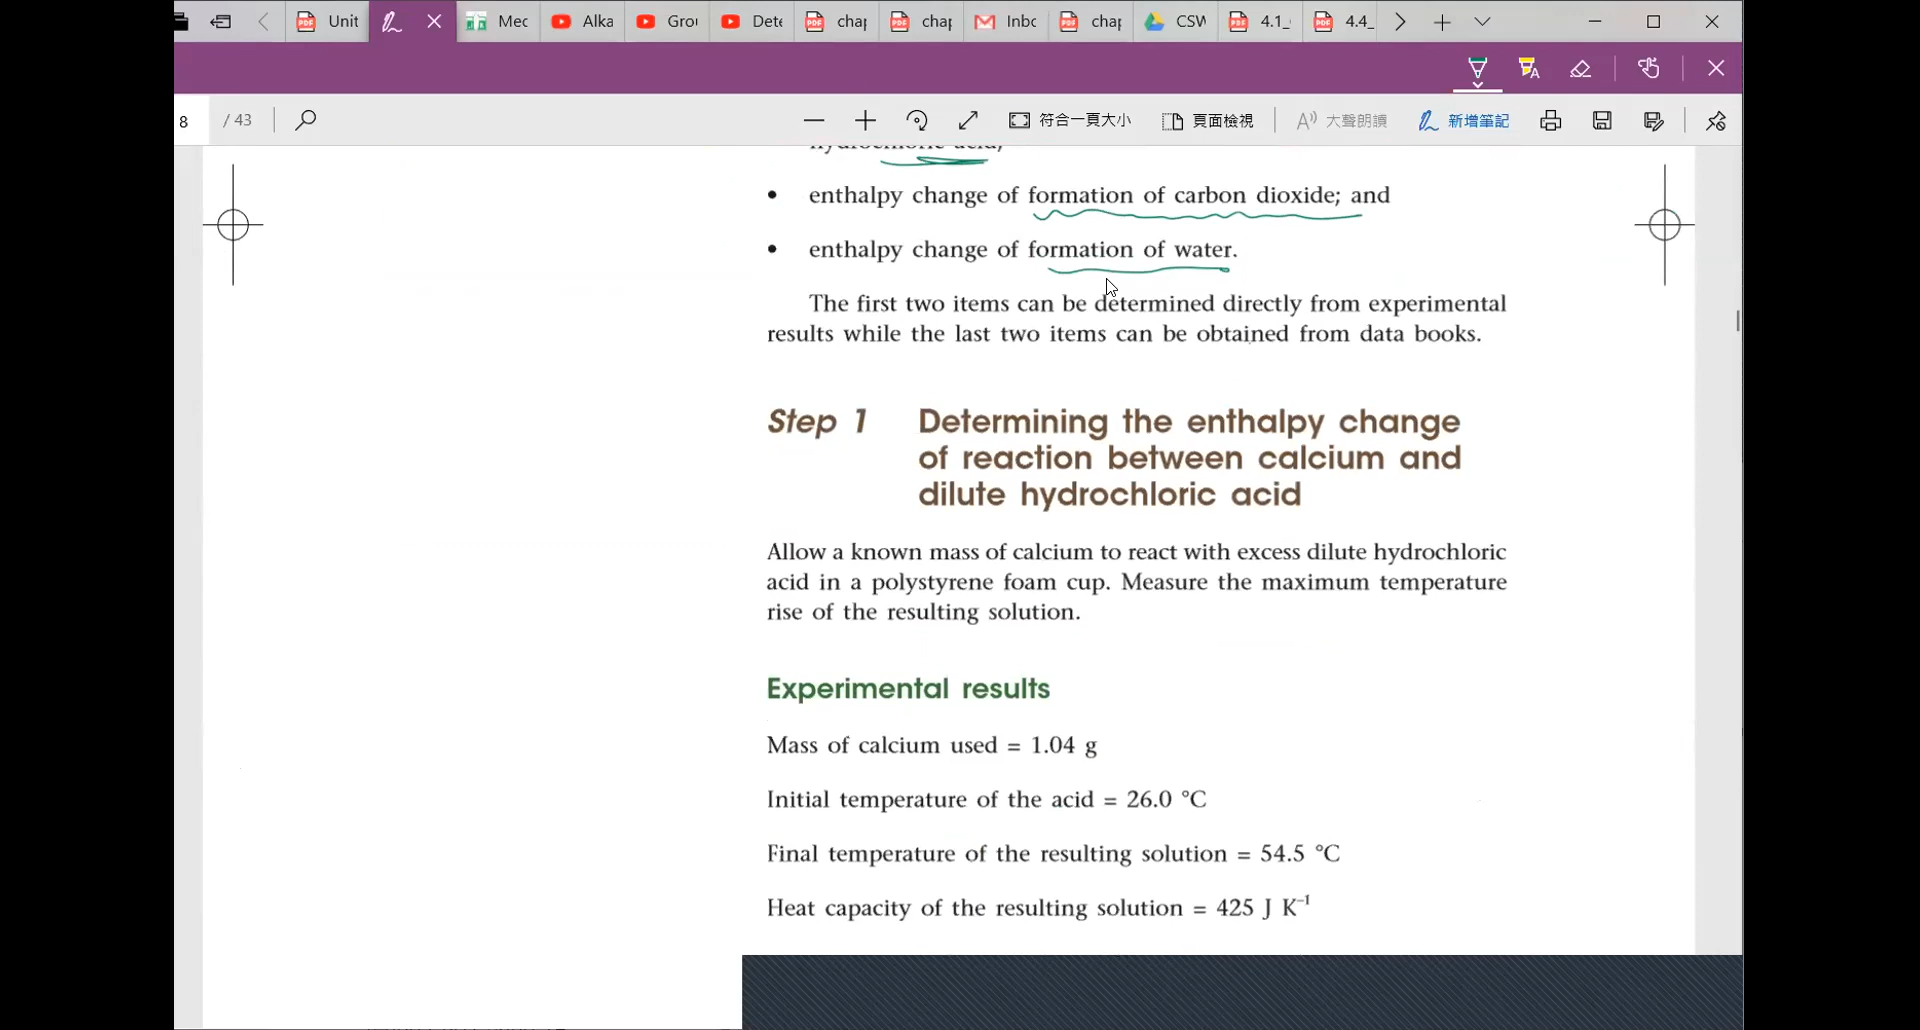 Unit
Mec
Alka
Grou
Dete
chap
chap
Inbo
chap
CSW
4.1_
4.4_
8 / 43
符合一頁大小
頁面檢視
大聲朗讀
新增筆記
hydrochloric acid;
• enthalpy change of formation of carbon dioxide; and
• enthalpy change of formation of water.
The first two items can be determined directly from experimental
results while the last two items can be obtained from data books.
Step 1 Determining the enthalpy change
of reaction between calcium and
dilute hydrochloric acid
Allow a known mass of calcium to react with excess dilute hydrochloric
acid in a polystyrene foam cup. Measure the maximum temperature
rise of the resulting solution.
Experimental results
Mass of calcium used = 1.04 g
Initial temperature of the acid = 26.0 °C
Final temperature of the resulting solution = 54.5 °C
Heat capacity of the resulting solution = 425 J K⁻¹